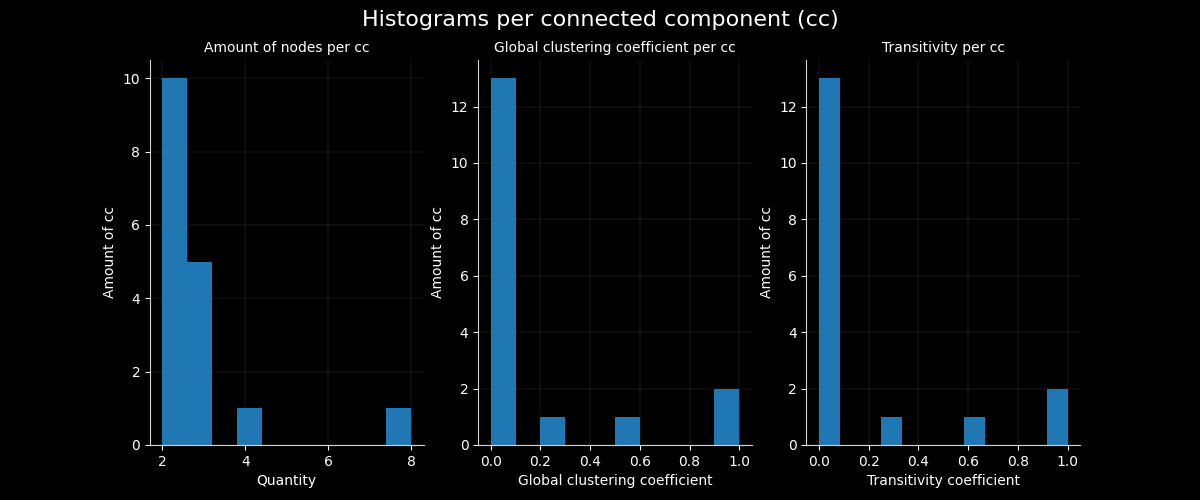 Histograms per connected component (cc)
Amount of nodes per cc
Amount of cc
10
8
6
4
2
0
2 4 6 8
Quantity
Global clustering coefficient per cc
Amount of cc
12
10
8
6
4
2
0
0.0 0.2 0.4 0.6 0.8 1.0
Global clustering coefficient
Transitivity per cc
Amount of cc
12
10
8
6
4
2
0
0.0 0.2 0.4 0.6 0.8 1.0
Transitivity coefficient